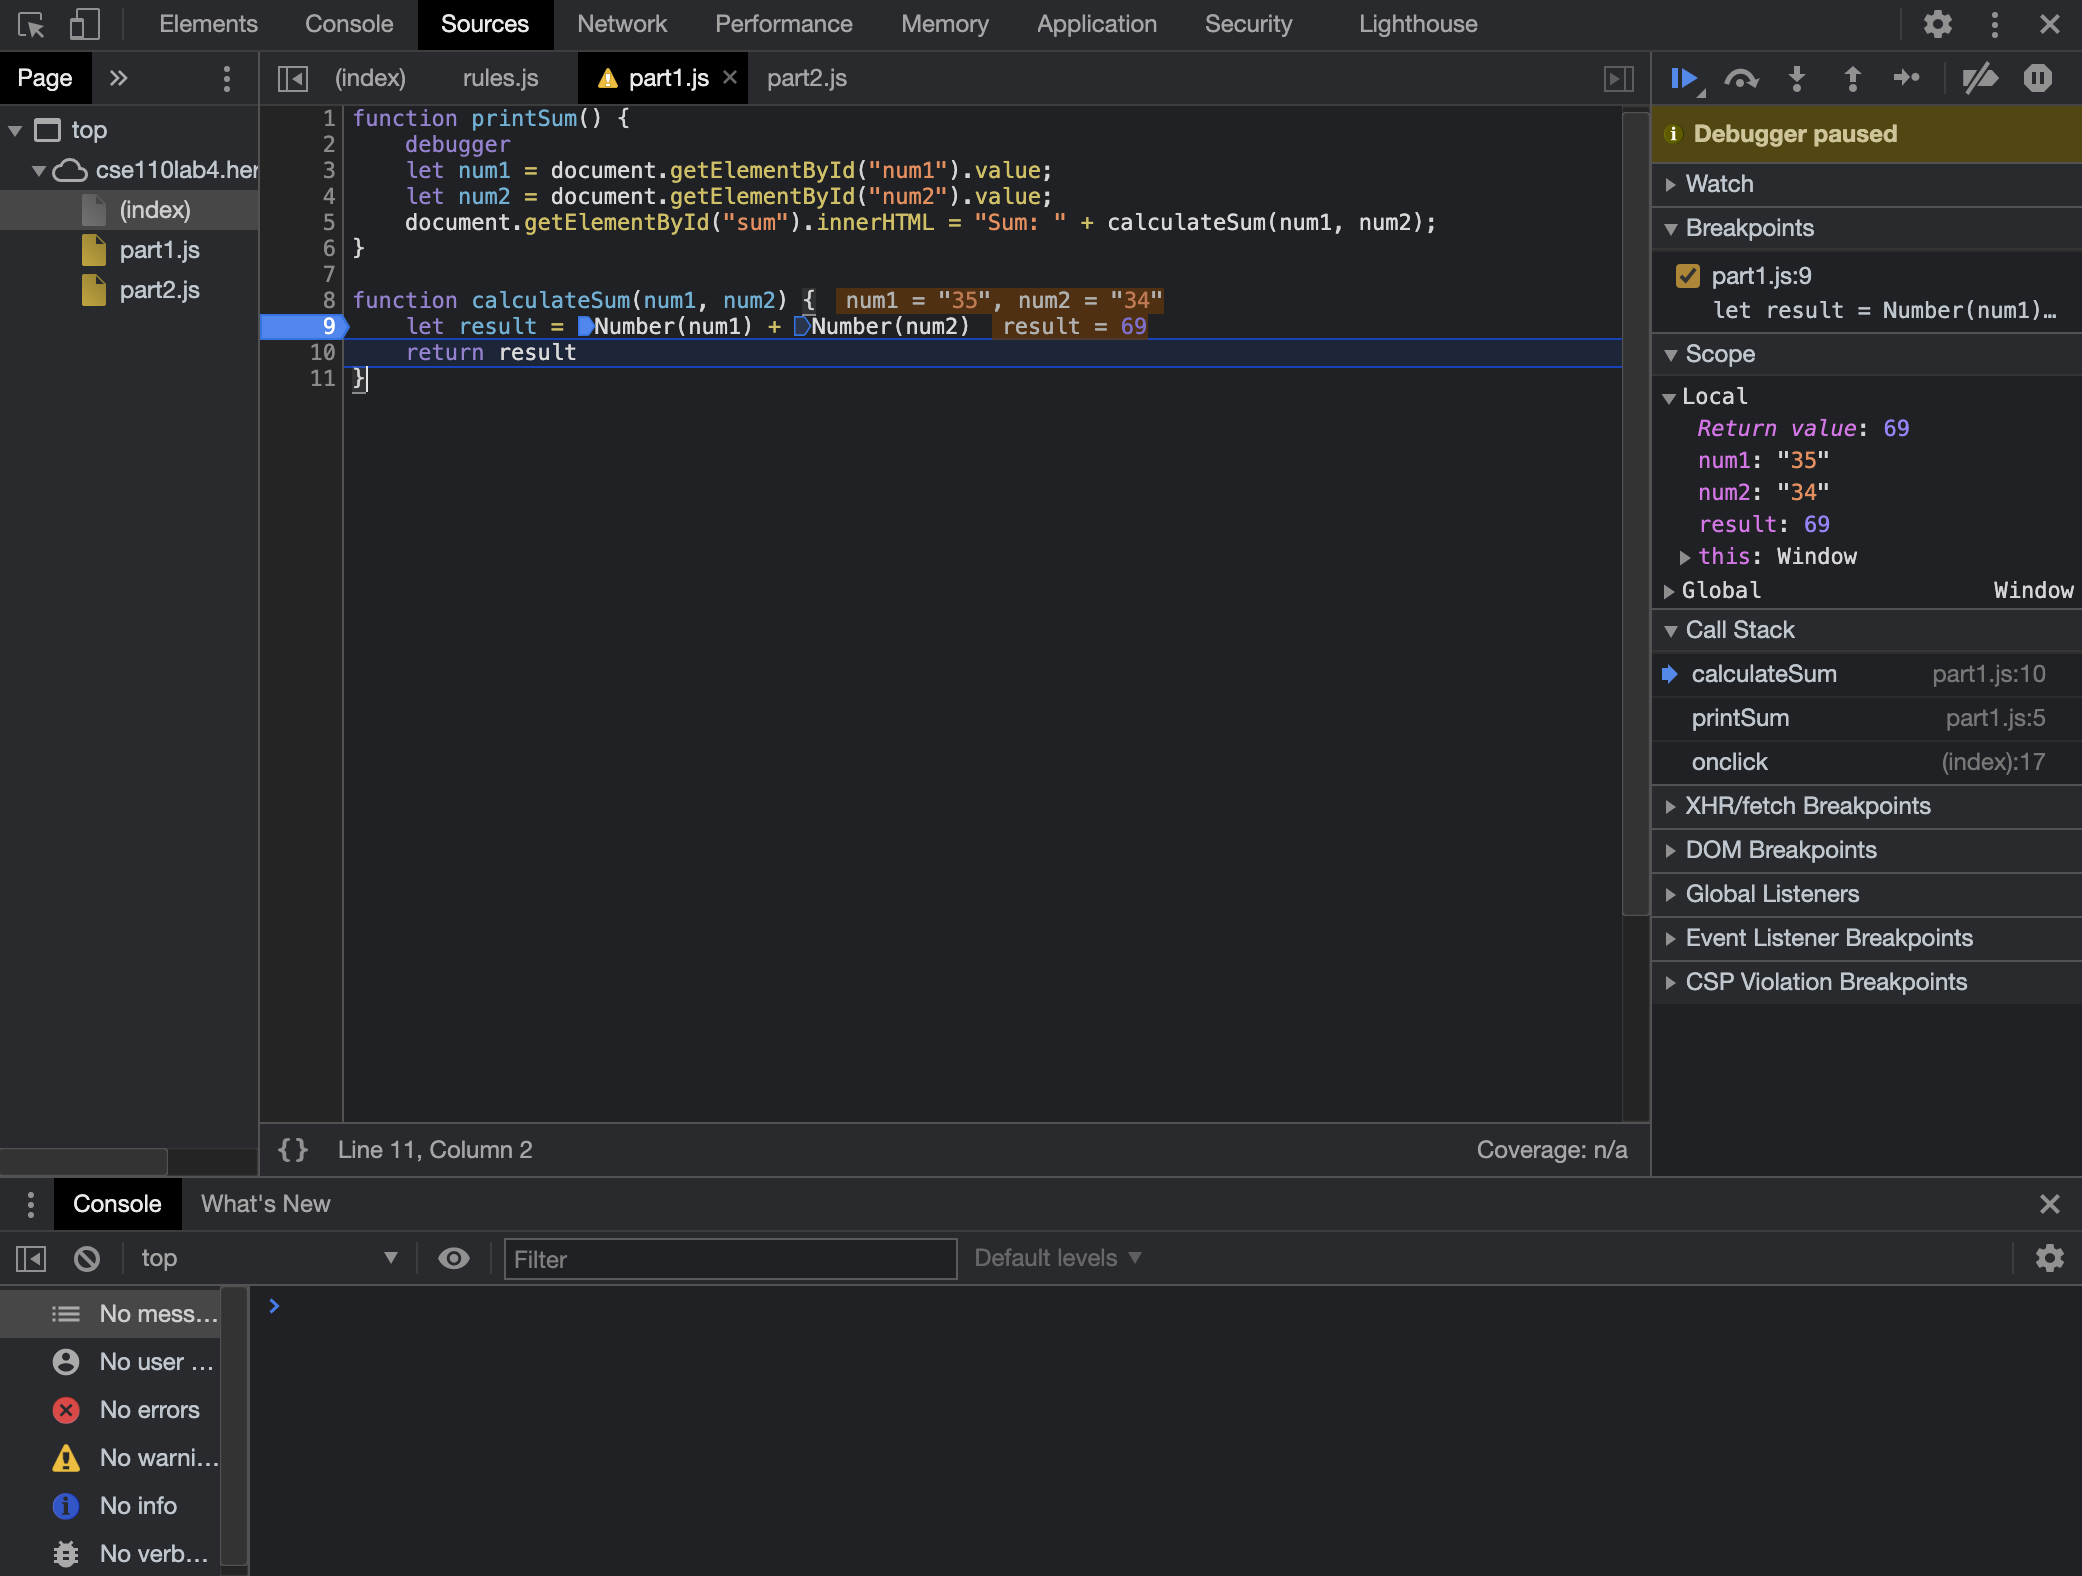 Elements Console Sources Network Performance Memory Application Security Lighthouse
Page (index) rules.js part1.js part2.js
top
cse110lab4.her
(index)
part1.js
part2.js
1 function printSum() {
2 debugger
3 let num1 = document.getElementById("num1").value;
4 let num2 = document.getElementById("num2").value;
5 document.getElementById("sum").innerHTML = "Sum: " + calculateSum(num1, num2);
6 }
7
8 function calculateSum(num1, num2) { num1 = "35", num2 = "34"
9 let result = Number(num1) + Number(num2) result = 69
10 return result
11 }
{} Line 11, Column 2 Coverage: n/a
Debugger paused
Watch
Breakpoints
part1.js:9
let result = Number(num1)…
Scope
Local
Return value: 69
num1: "35"
num2: "34"
result: 69
this: Window
Global Window
Call Stack
calculateSum part1.js:10
printSum part1.js:5
onclick (index):17
XHR/fetch Breakpoints
DOM Breakpoints
Global Listeners
Event Listener Breakpoints
CSP Violation Breakpoints
Console What's New
top Filter Default levels
No mess…
No user …
No errors
No warni…
No info
No verb…